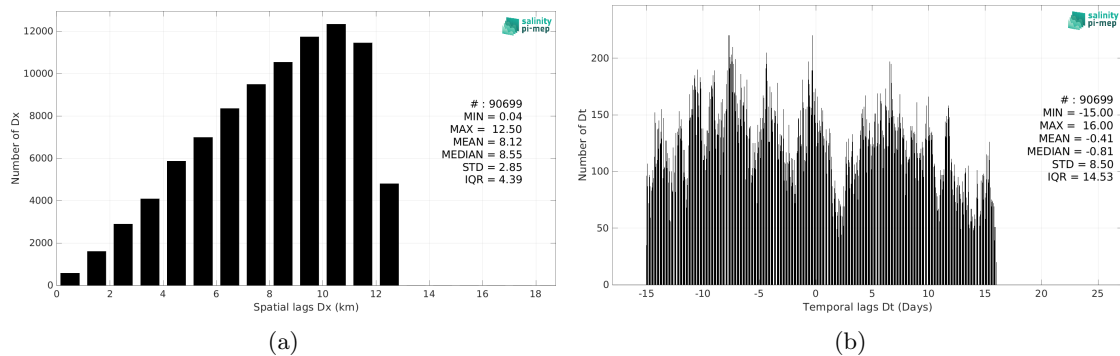 12000
10000
8000
6000
4000
2000
0
Number of Dx
0 2 4 6 8 10 12 14 16 18
Spatial lags Dx (km)
salinity
pi-mep
# : 90699
MIN = 0.04
MAX = 12.50
MEAN = 8.12
MEDIAN = 8.55
STD = 2.85
IQR = 4.39
(a)
200
150
100
50
0
Number of Dt
-15 -10 -5 0 5 10 15 20 25
Temporal lags Dt (Days)
salinity
pi-mep
# : 90699
MIN = -15.00
MAX = 16.00
MEAN = -0.41
MEDIAN = -0.81
STD = 8.50
IQR = 14.53
(b)